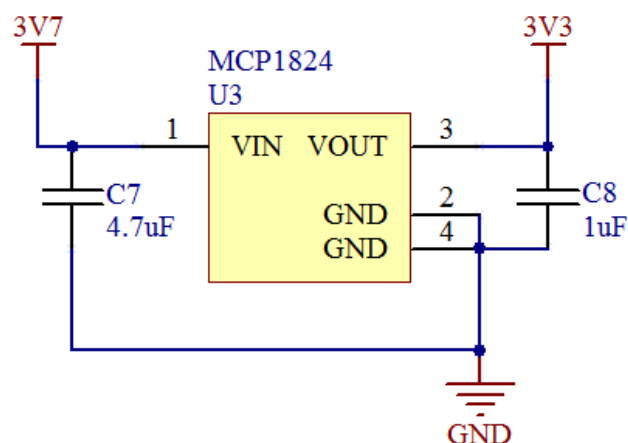 3V7
3V3
MCP1824
U3
1
VIN
VOUT
3
C7
4.7uF
GND
2
GND
4
C8
1uF
GND